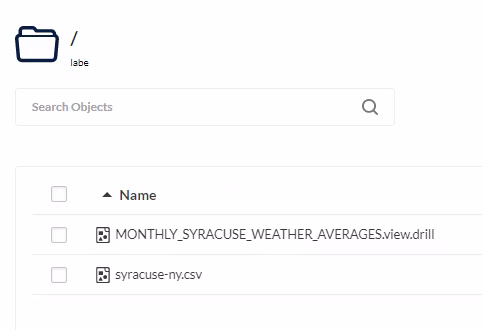 /
labe
Search Objects
Name
MONTHLY_SYRACUSE_WEATHER_AVERAGES.view.drill
syracuse-ny.csv